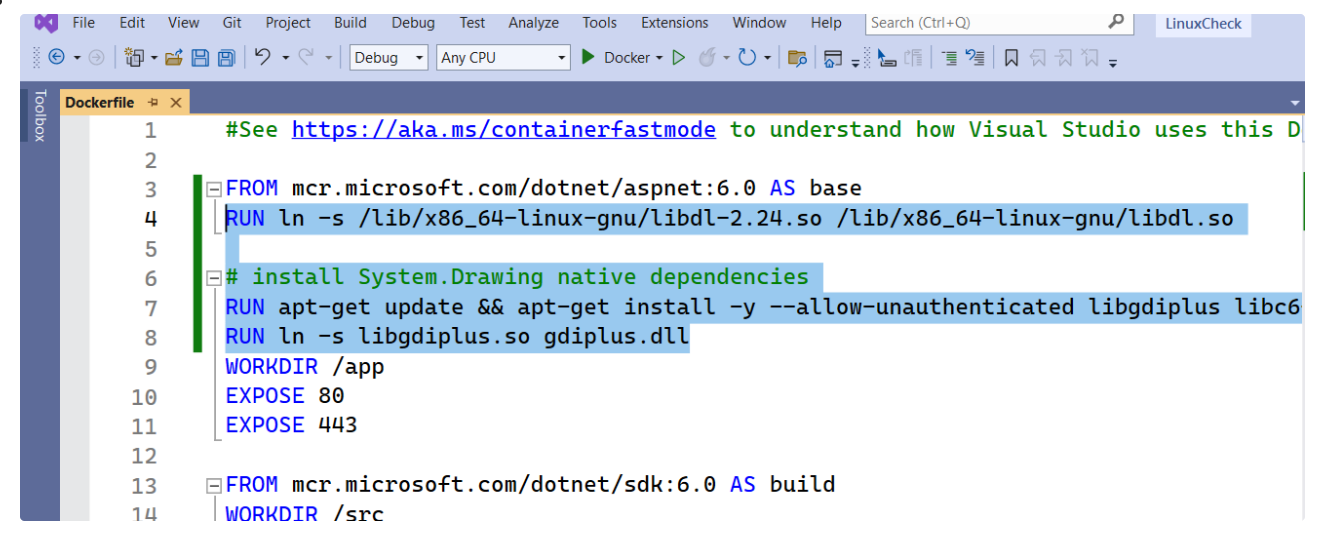 File Edit View Git Project Build Debug Test Analyze Tools Extensions Window Help Search (Ctrl+Q) LinuxCheck
Debug Any CPU Docker
Toolbox
Dockerfile
1 #See https://aka.ms/containerfastmode to understand how Visual Studio uses this D
2
3 FROM mcr.microsoft.com/dotnet/aspnet:6.0 AS base
4 RUN ln -s /lib/x86_64-linux-gnu/libdl-2.24.so /lib/x86_64-linux-gnu/libdl.so
5
6 # install System.Drawing native dependencies
7 RUN apt-get update && apt-get install -y --allow-unauthenticated libgdiplus libc6
8 RUN ln -s libgdiplus.so gdiplus.dll
9 WORKDIR /app
10 EXPOSE 80
11 EXPOSE 443
12
13 FROM mcr.microsoft.com/dotnet/sdk:6.0 AS build
14 WORKDIR /src